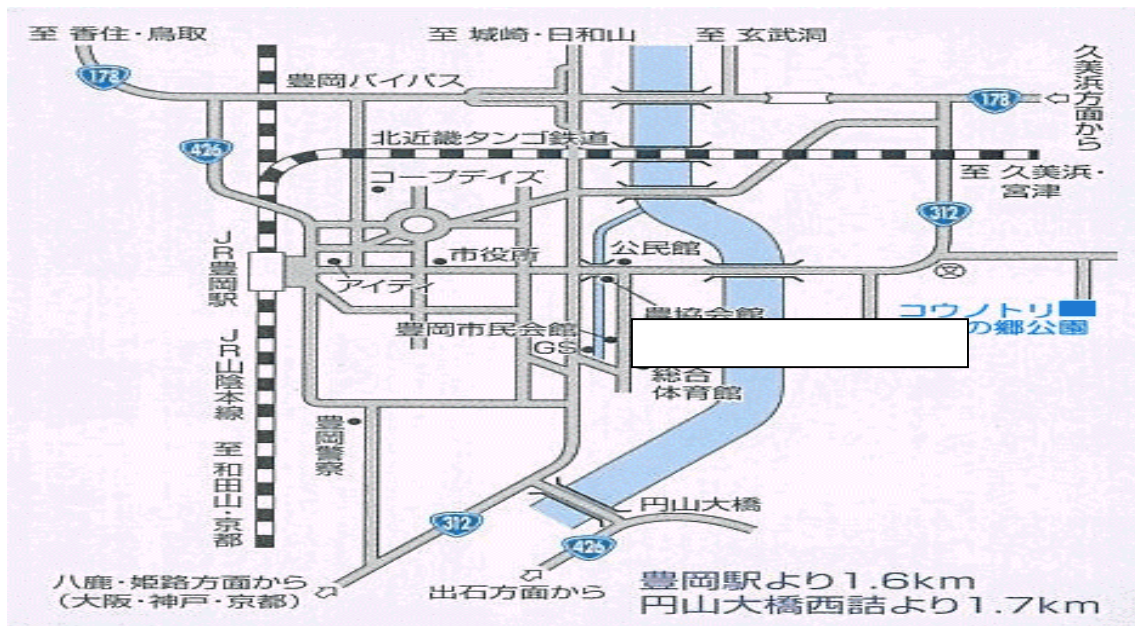 至 香住・鳥取
至 城崎・日和山
至 玄武洞
久美浜方面から
178
豊岡バイパス
178
426
北近畿タンゴ鉄道
コープデイズ
至 久美浜・
宮津
312
JR豊岡駅
市役所
公民館
アイティ
コウノトリ
の郷公園
農協会館
豊岡市民会館
GS
総合
体育館
JR山陰本線
至 和田山・京都
豊岡警察
312
円山大橋
426
八鹿・姫路方面から
(大阪・神戸・京都)
出石方面から
豊岡駅より1.6km
円山大橋西詰より1.7km